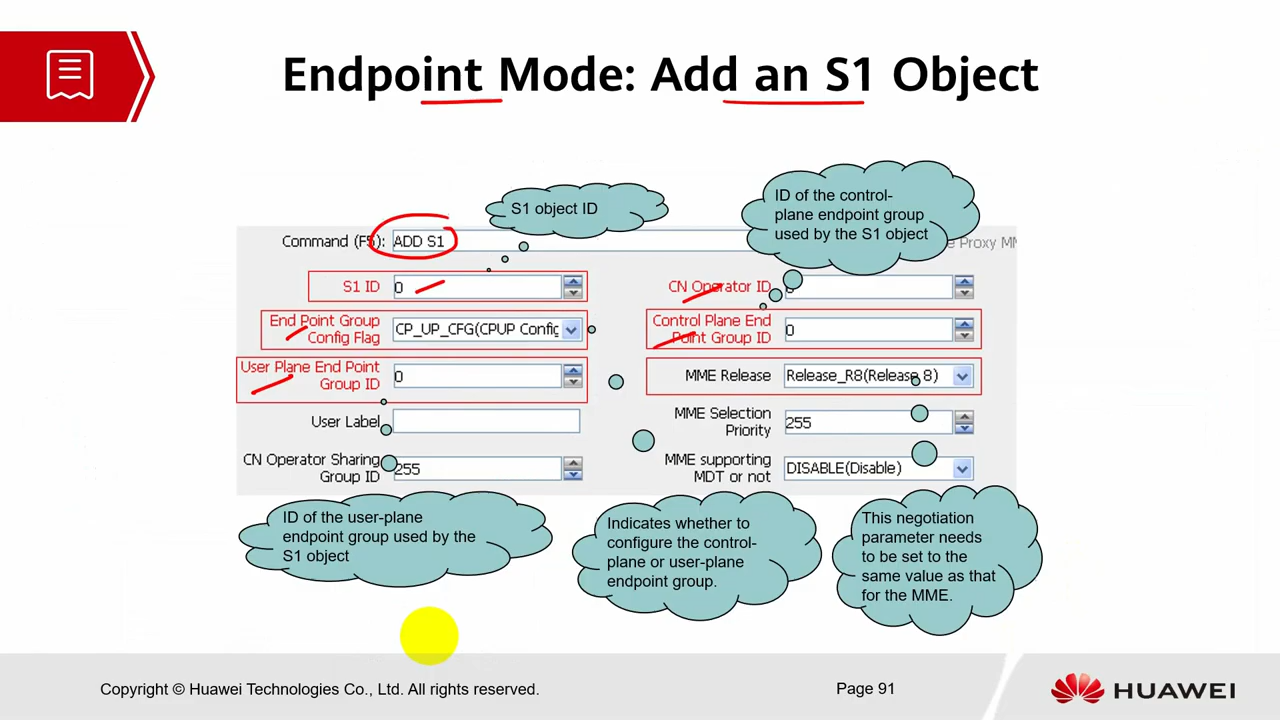 Endpoint Mode: Add an S1 Object
S1 object ID
ID of the control-
plane endpoint group
used by the S1 object
Command (F5): ADD S1
Proxy MM
S1 ID 0
CN Operator ID
End Point Group
Config Flag
CP_UP_CFG(CPUP Config
Control Plane End
Point Group ID
0
User Plane End Point
Group ID
0
MME Release Release_R8(Release 8)
User Label
MME Selection
Priority
255
CN Operator Sharing
Group ID
255
MME supporting
MDT or not
DISABLE(Disable)
ID of the user-plane
endpoint group used by the
S1 object
Indicates whether to
configure the control-
plane or user-plane
endpoint group.
This negotiation
parameter needs
to be set to the
same value as that
for the MME.
Copyright © Huawei Technologies Co., Ltd. All rights reserved.
Page 91
HUAWEI